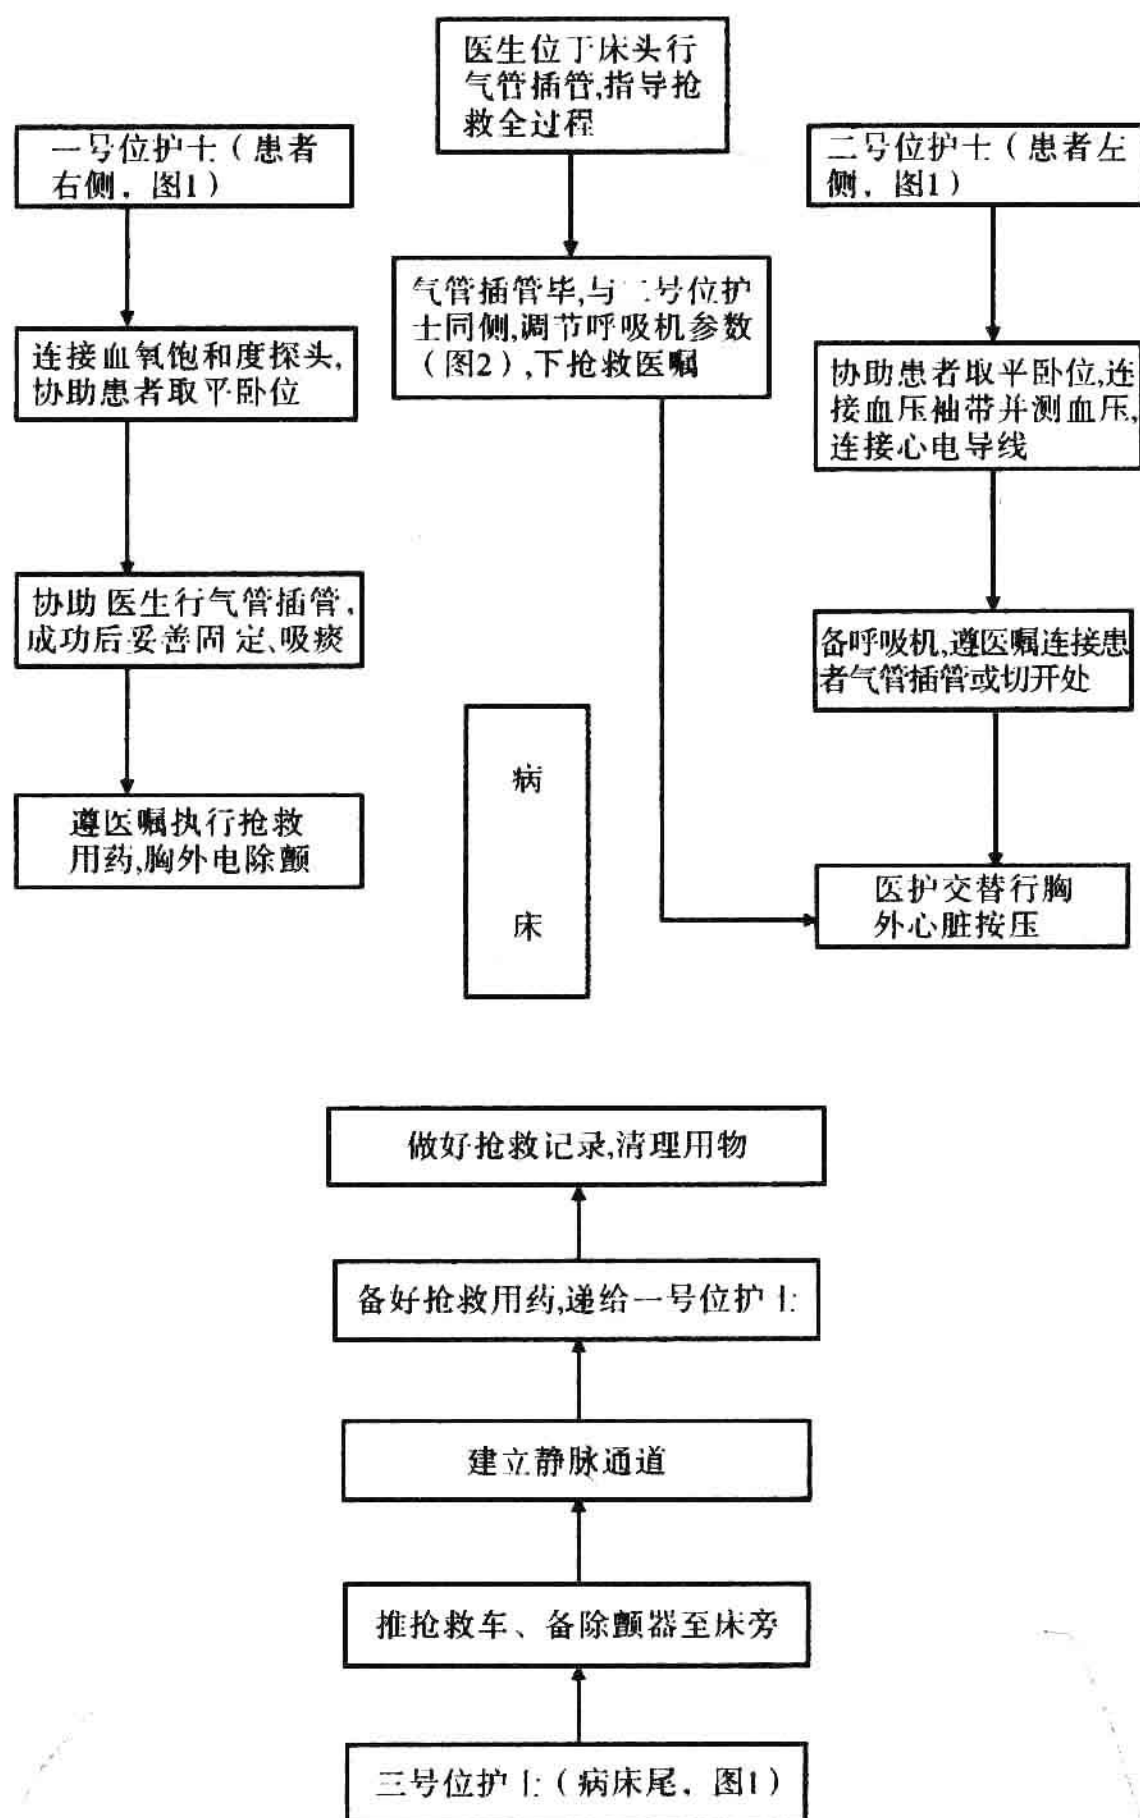 医生位于床头行
气管插管,指导抢
救全过程
一号位护士(患者
右侧,图1)
二号位护士(患者左
侧,图1)
气管插管毕,与二号位护
士同侧,调节呼吸机参数
(图2),下抢救医嘱
连接血氧饱和度探头,
协助患者取平卧位
协助患者取平卧位,连
接血压袖带并测血压,
连接心电导线
协助医生行气管插管,
成功后妥善固定、吸痰
备呼吸机,遵医嘱连接患
者气管插管或切开处
遵医嘱执行抢救
用药,胸外电除颤
病
床
医护交替行胸
外心脏按压
做好抢救记录,清理用物
备好抢救用药,递给一号位护士
建立静脉通道
推抢救车、备除颤器至床旁
三号位护士(病床尾,图1)